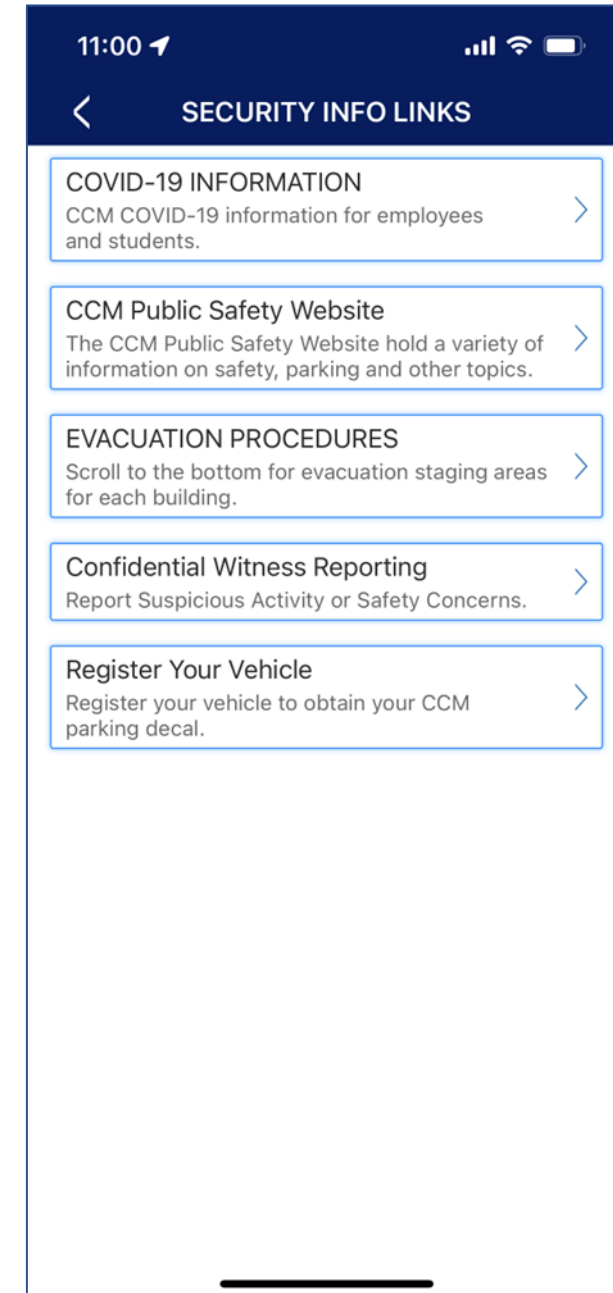 11:00
SECURITY INFO LINKS
COVID-19 INFORMATION
CCM COVID-19 information for employees
and students.
CCM Public Safety Website
The CCM Public Safety Website hold a variety of
information on safety, parking and other topics.
EVACUATION PROCEDURES
Scroll to the bottom for evacuation staging areas
for each building.
Confidential Witness Reporting
Report Suspicious Activity or Safety Concerns.
Register Your Vehicle
Register your vehicle to obtain your CCM
parking decal.